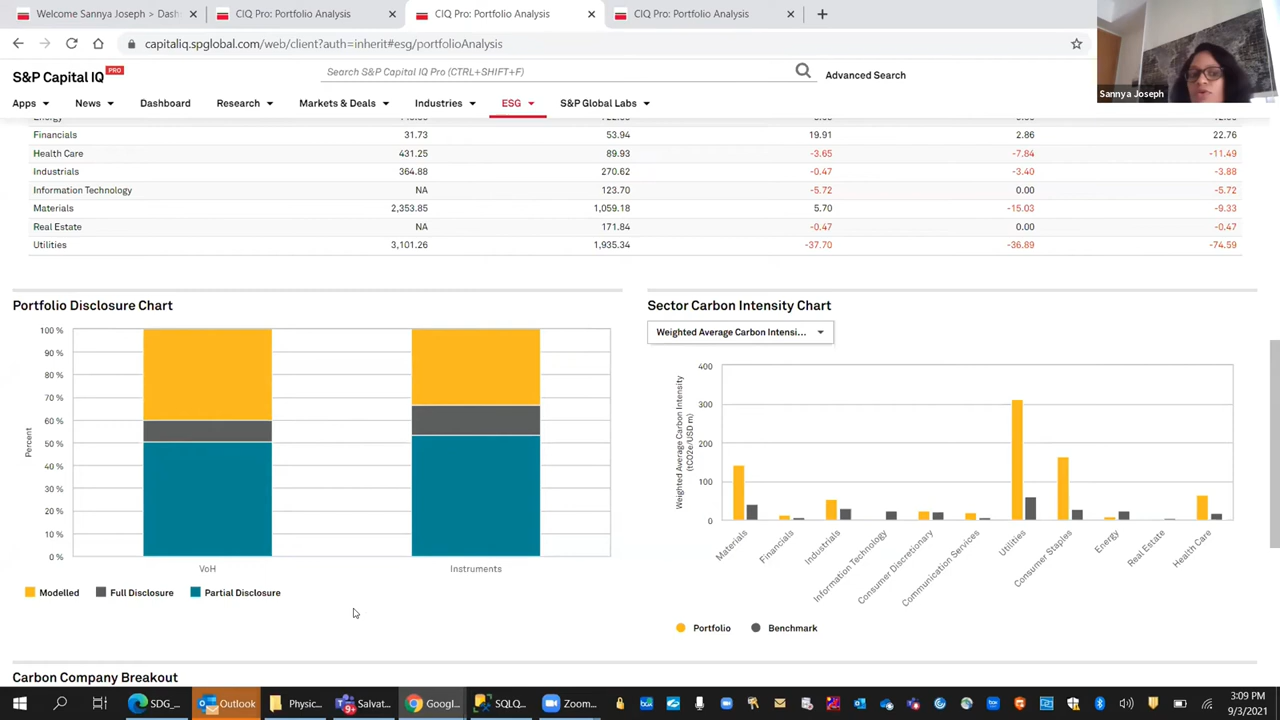 Welcome Sannya Joseph > Dash
CIQ Pro: Portfolio Analysis
CIQ Pro: Portfolio Analysis
CIQ Pro: Portfolio Analysis
capitaliq.spglobal.com/web/client?auth=inherit#esg/portfolioAnalysis
S&P Capital IQ PRO
Search S&P Capital IQ Pro (CTRL+SHIFT+F)
Advanced Search
Sannya Joseph
Apps News Dashboard Research Markets & Deals Industries ESG S&P Global Labs
Energy
Financials 31.73 53.94 19.91 2.86 22.76
Health Care 431.25 89.93 -3.65 -7.84 -11.49
Industrials 364.88 270.62 -0.47 -3.40 -3.88
Information Technology NA 123.70 -5.72 0.00 -5.72
Materials 2,353.85 1,059.18 5.70 -15.03 -9.33
Real Estate NA 171.84 -0.47 0.00 -0.47
Utilities 3,101.26 1,935.34 -37.70 -36.89 -74.59
Portfolio Disclosure Chart
100 %
90 %
80 %
70 %
60 %
50 %
40 %
30 %
20 %
10 %
0 %
Percent
VoH Instruments
Modelled Full Disclosure Partial Disclosure
Sector Carbon Intensity Chart
Weighted Average Carbon Intensi...
400
300
200
100
0
Weighted Average Carbon Intensity
(tCO2e/USD m)
Materials
Financials
Industrials
Information Technology
Consumer Discretionary
Communication Services
Utilities
Consumer Staples
Energy
Real Estate
Health Care
Portfolio Benchmark
Carbon Company Breakout
SDG_... Outlook Physic... Salvat... Googl... SQLQ... Zoom...
3:09 PM
9/3/2021